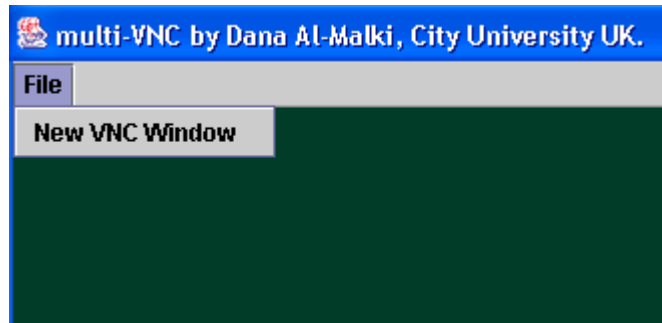 multi-VNC by Dana Al-Malki, City University UK.
File
New VNC Window